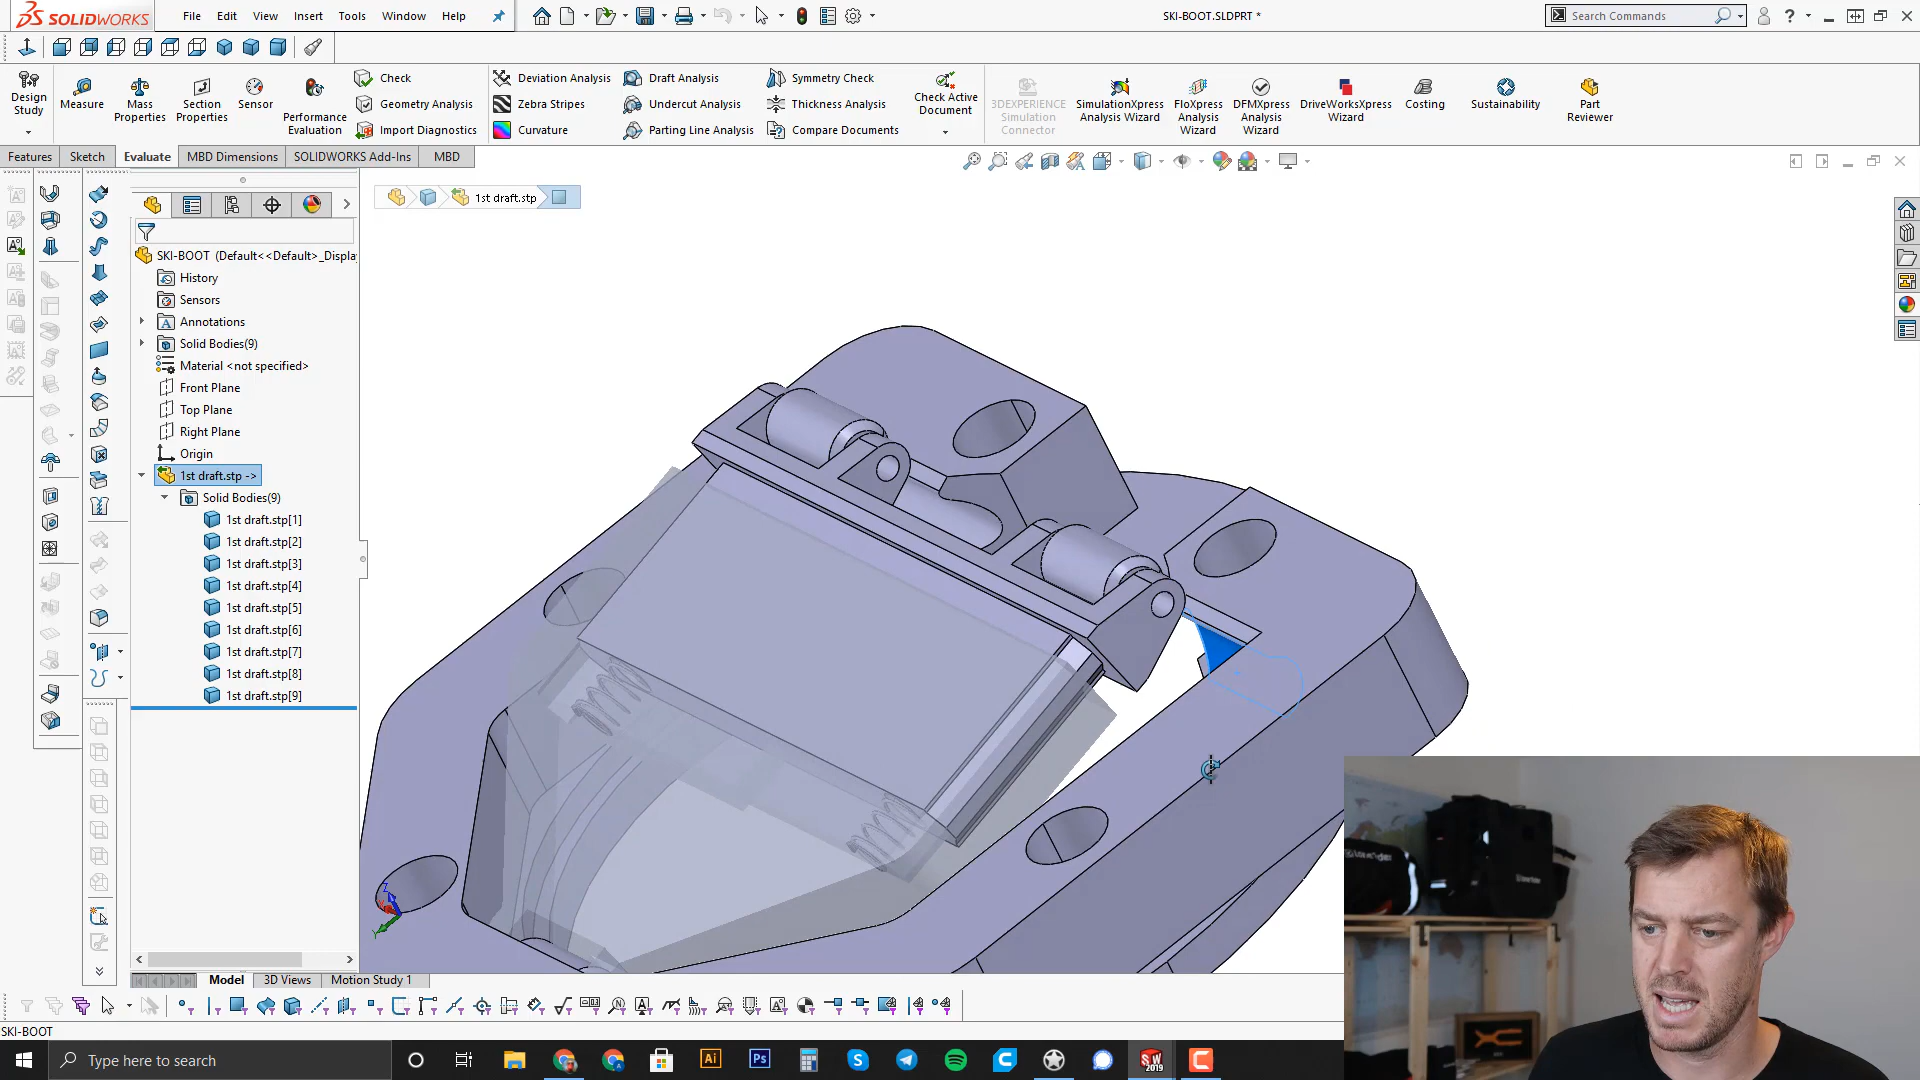 SOLIDWORKS
File Edit View Insert Tools Window Help
SKI-BOOT.SLDPRT *
Search Commands
Design Study
Measure
Mass Properties
Section Properties
Sensor
Performance Evaluation
Check
Geometry Analysis
Import Diagnostics
Deviation Analysis
Zebra Stripes
Curvature
Draft Analysis
Undercut Analysis
Parting Line Analysis
Symmetry Check
Thickness Analysis
Compare Documents
Check Active Document
3DEXPERIENCE Simulation Connector
SimulationXpress Analysis Wizard
FloXpress Analysis Wizard
DFMXpress Analysis Wizard
DriveWorksXpress Wizard
Costing
Sustainability
Part Reviewer
Features Sketch Evaluate MBD Dimensions SOLIDWORKS Add-Ins MBD
1st draft.stp
SKI-BOOT (Default<<Default>_Displa
History
Sensors
Annotations
Solid Bodies(9)
Material <not specified>
Front Plane
Top Plane
Right Plane
Origin
1st draft.stp ->
Solid Bodies(9)
1st draft.stp[1]
1st draft.stp[2]
1st draft.stp[3]
1st draft.stp[4]
1st draft.stp[5]
1st draft.stp[6]
1st draft.stp[7]
1st draft.stp[8]
1st draft.stp[9]
Model 3D Views Motion Study 1
SKI-BOOT
Type here to search
Ai Ps SW 2019